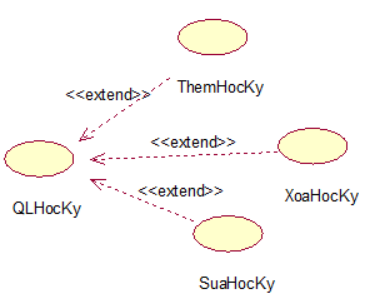 ThemHocKy
<<extend>>
<<extend>>
XoaHocKy
QLHocKy
<<extend>>
SuaHocKy